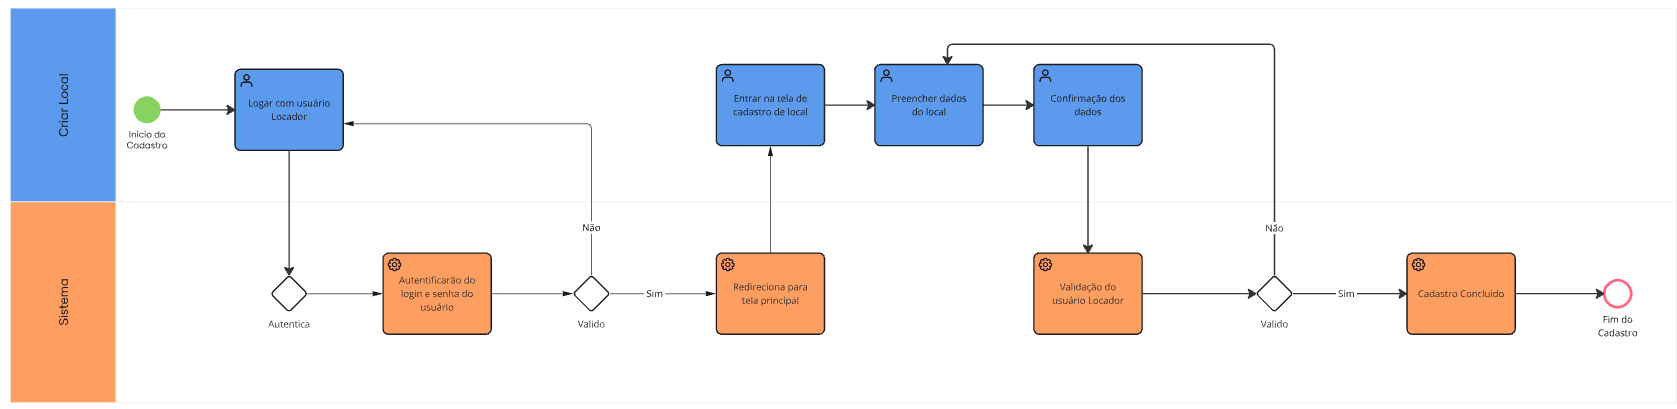 Criar Local
Inicio do
Cadastro
Logar com usuário
Locador
Entrar na tela de
cadastro de local
Preencher dados
do local
Confirmação dos
dados
Sistema
Autentica
Autentificarão do
login e senha do
usuário
Não
Valido
Sim
Redireciona para
tela principal
Validação do
usuário Locador
Não
Valido
Sim
Cadastro Concluido
Fim do
Cadastro